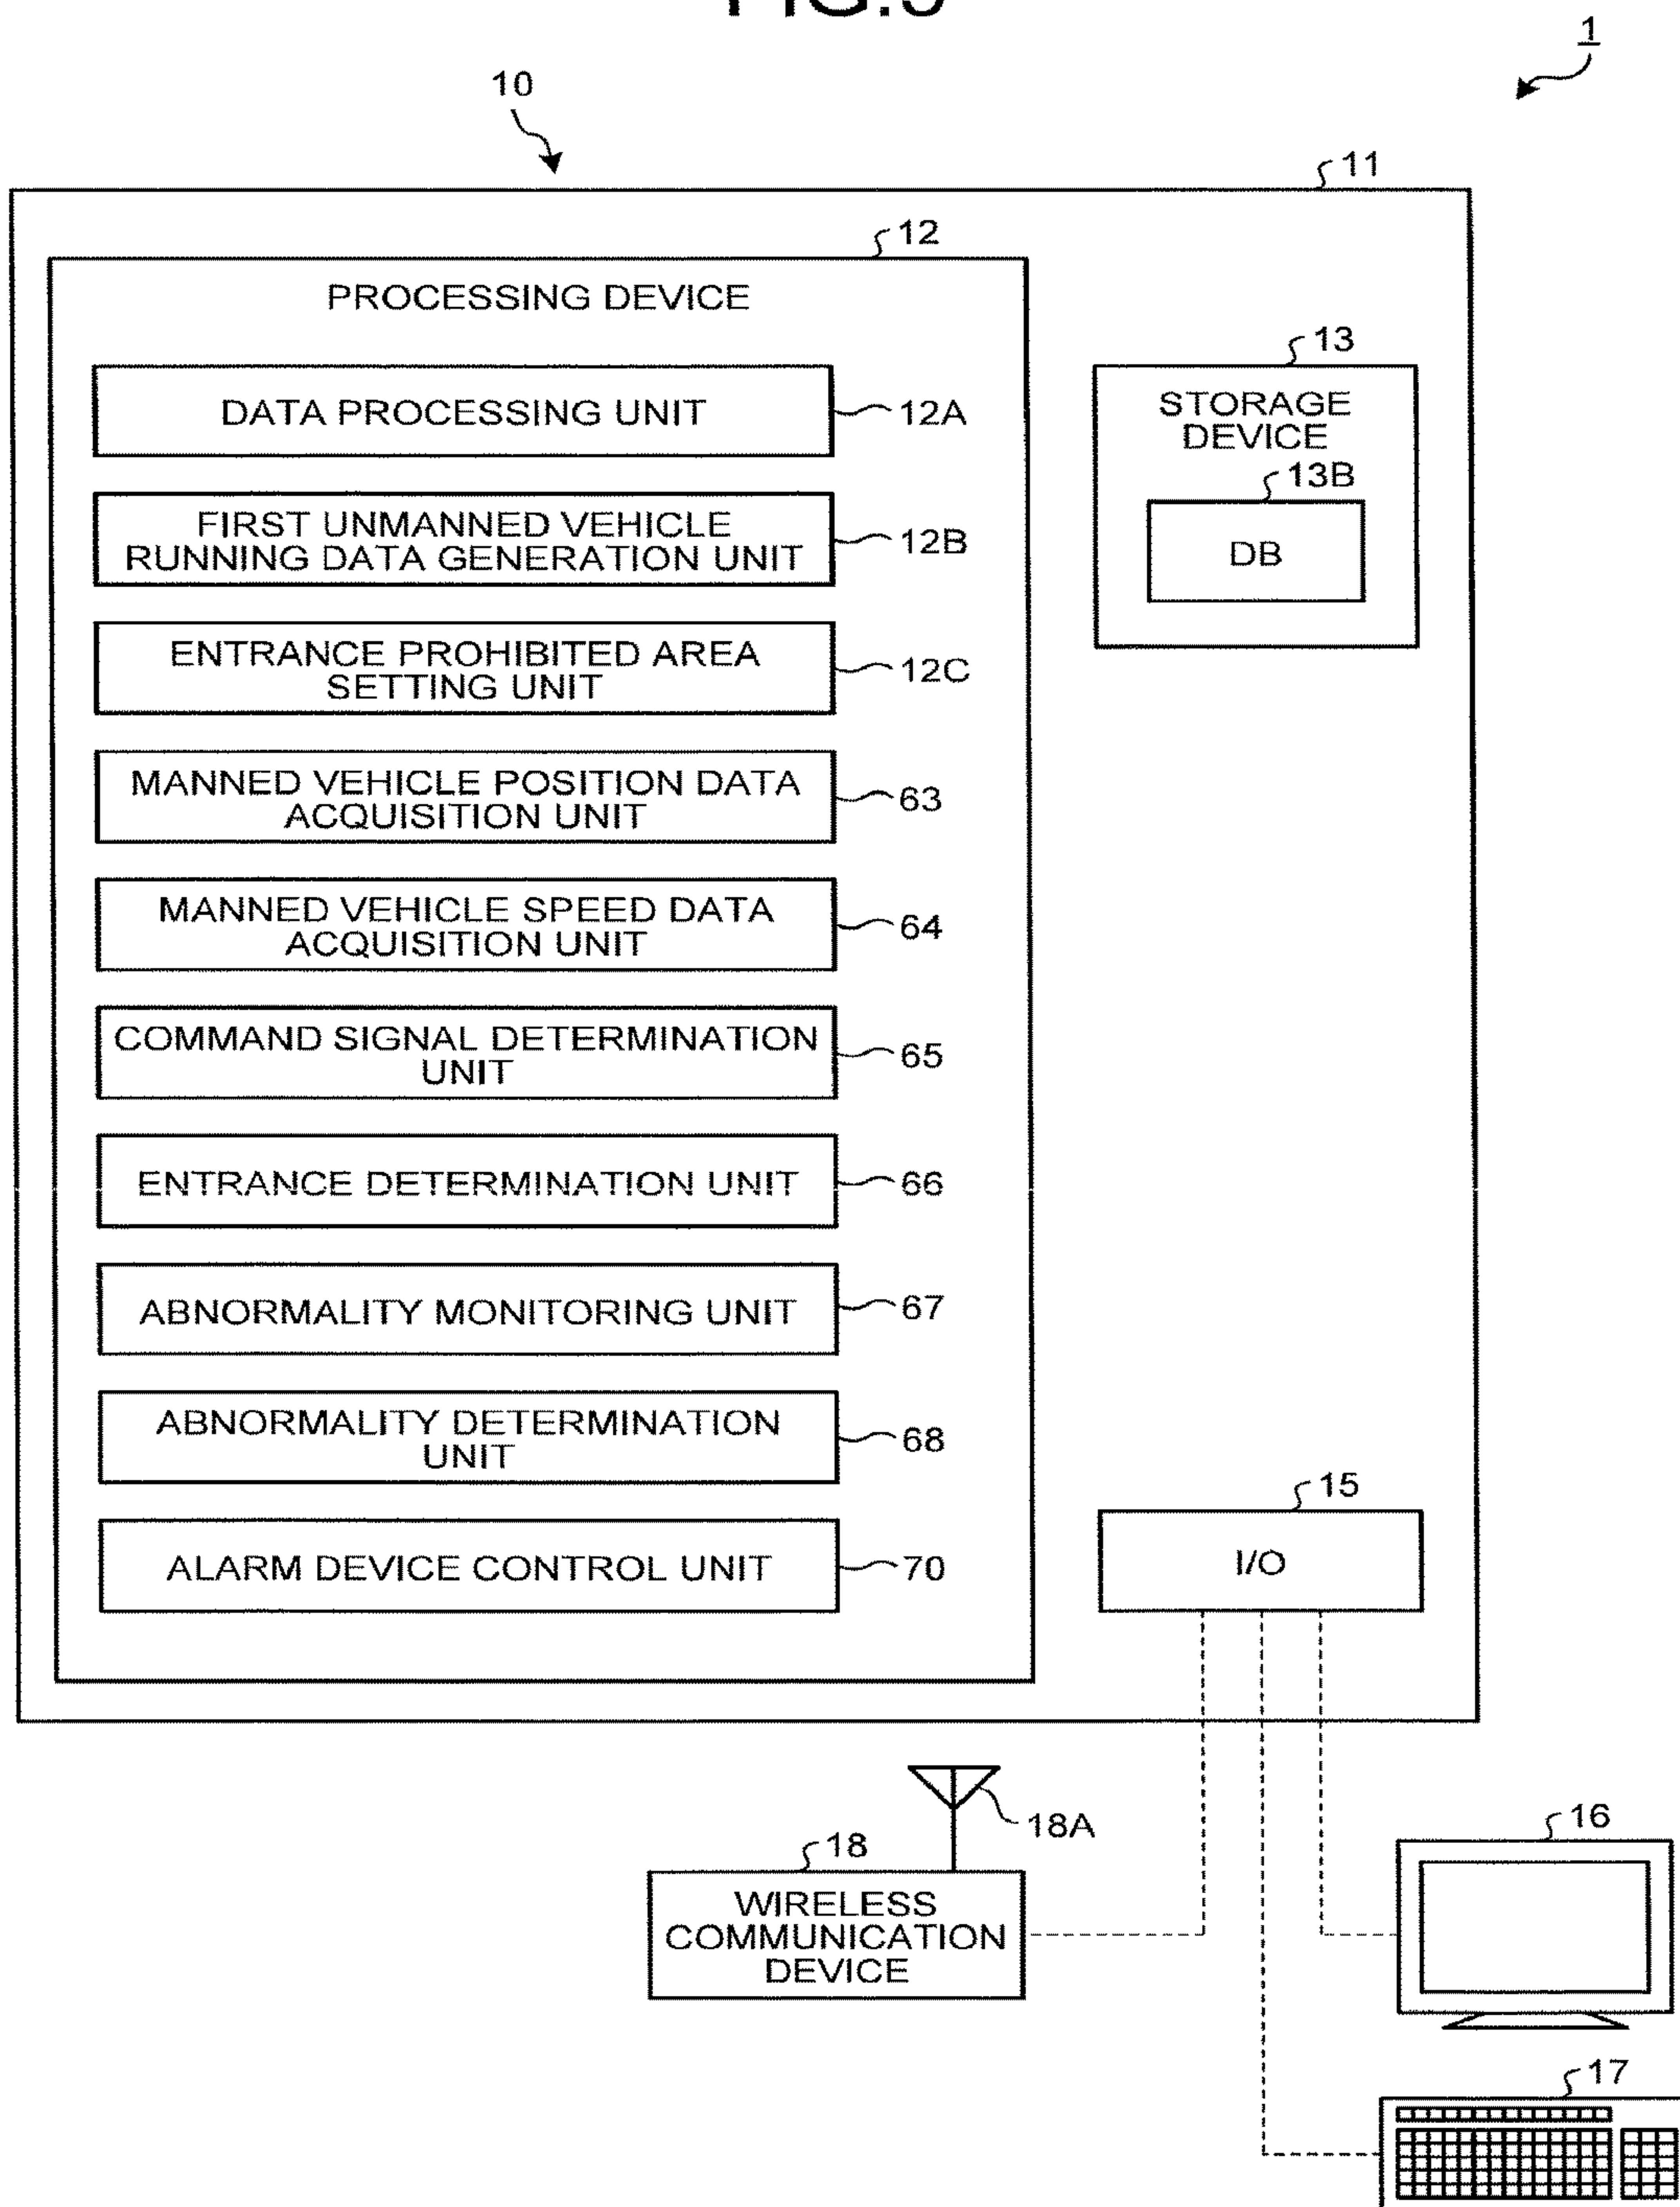 1
10
11
12
PROCESSING DEVICE
DATA PROCESSING UNIT
12A
FIRST UNMANNED VEHICLE
RUNNING DATA GENERATION UNIT
12B
ENTRANCE PROHIBITED AREA
SETTING UNIT
12C
MANNED VEHICLE POSITION DATA
ACQUISITION UNIT
63
MANNED VEHICLE SPEED DATA
ACQUISITION UNIT
64
COMMAND SIGNAL DETERMINATION
UNIT
65
ENTRANCE DETERMINATION UNIT
66
ABNORMALITY MONITORING UNIT
67
ABNORMALITY DETERMINATION
UNIT
68
ALARM DEVICE CONTROL UNIT
70
13
STORAGE
DEVICE
13B
DB
15
I/O
18A
18
WIRELESS
COMMUNICATION
DEVICE
16
17